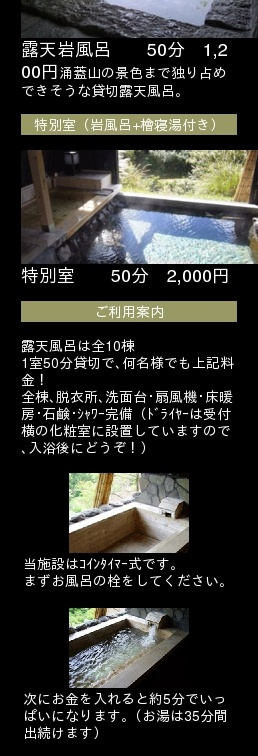 露天岩風呂　　50分　1,2
00円涌蓋山の景色まで独り占め
できそうな貸切露天風呂。
特別室（岩風呂+檜寝湯付き）
特別室　　50分　2,000円
ご利用案内
露天風呂は全10棟
1室50分貸切で､何名様でも上記料
金！
全棟､脱衣所､洗面台･扇風機･床暖
房･石鹸･ｼｬﾜｰ完備（ﾄﾞﾗｲﾔｰは受付
横の化粧室に設置していますので
､入浴後にどうぞ！）
当施設はｺｲﾝﾀｲﾏｰ式です。
まずお風呂の栓をしてください。
次にお金を入れると約5分でいっ
ぱいになります。（お湯は35分間
出続けます）